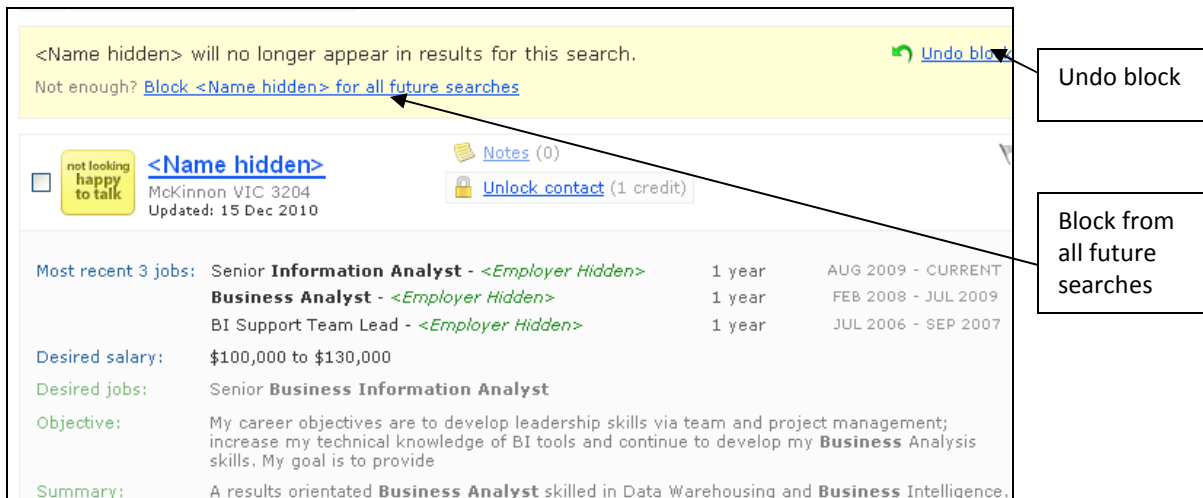 <Name hidden> will no longer appear in results for this search.
Undo block
Not enough? Block <Name hidden> for all future searches
Undo block
not looking
happy
to talk
<Name hidden>
McKinnon VIC 3204
Updated: 15 Dec 2010
Notes (0)
Unlock contact (1 credit)
Block from
all future
searches
Most recent 3 jobs: Senior Information Analyst - <Employer Hidden> 1 year AUG 2009 - CURRENT
Business Analyst - <Employer Hidden> 1 year FEB 2008 - JUL 2009
BI Support Team Lead - <Employer Hidden> 1 year JUL 2006 - SEP 2007
Desired salary: $100,000 to $130,000
Desired jobs: Senior Business Information Analyst
Objective: My career objectives are to develop leadership skills via team and project management;
increase my technical knowledge of BI tools and continue to develop my Business Analysis
skills. My goal is to provide
Summary: A results orientated Business Analyst skilled in Data Warehousing and Business Intelligence.